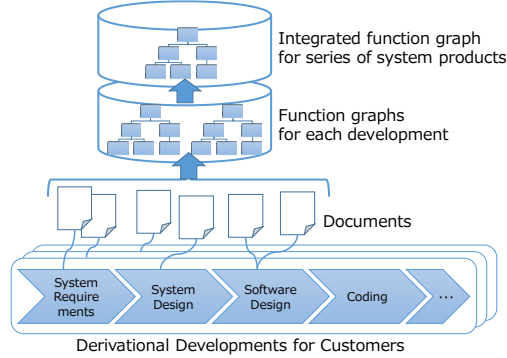 Integrated function graph
for series of system products
Function graphs
for each development
Documents
System
Require
ments
System
Design
Software
Design
Coding
...
Derivational Developments for Customers